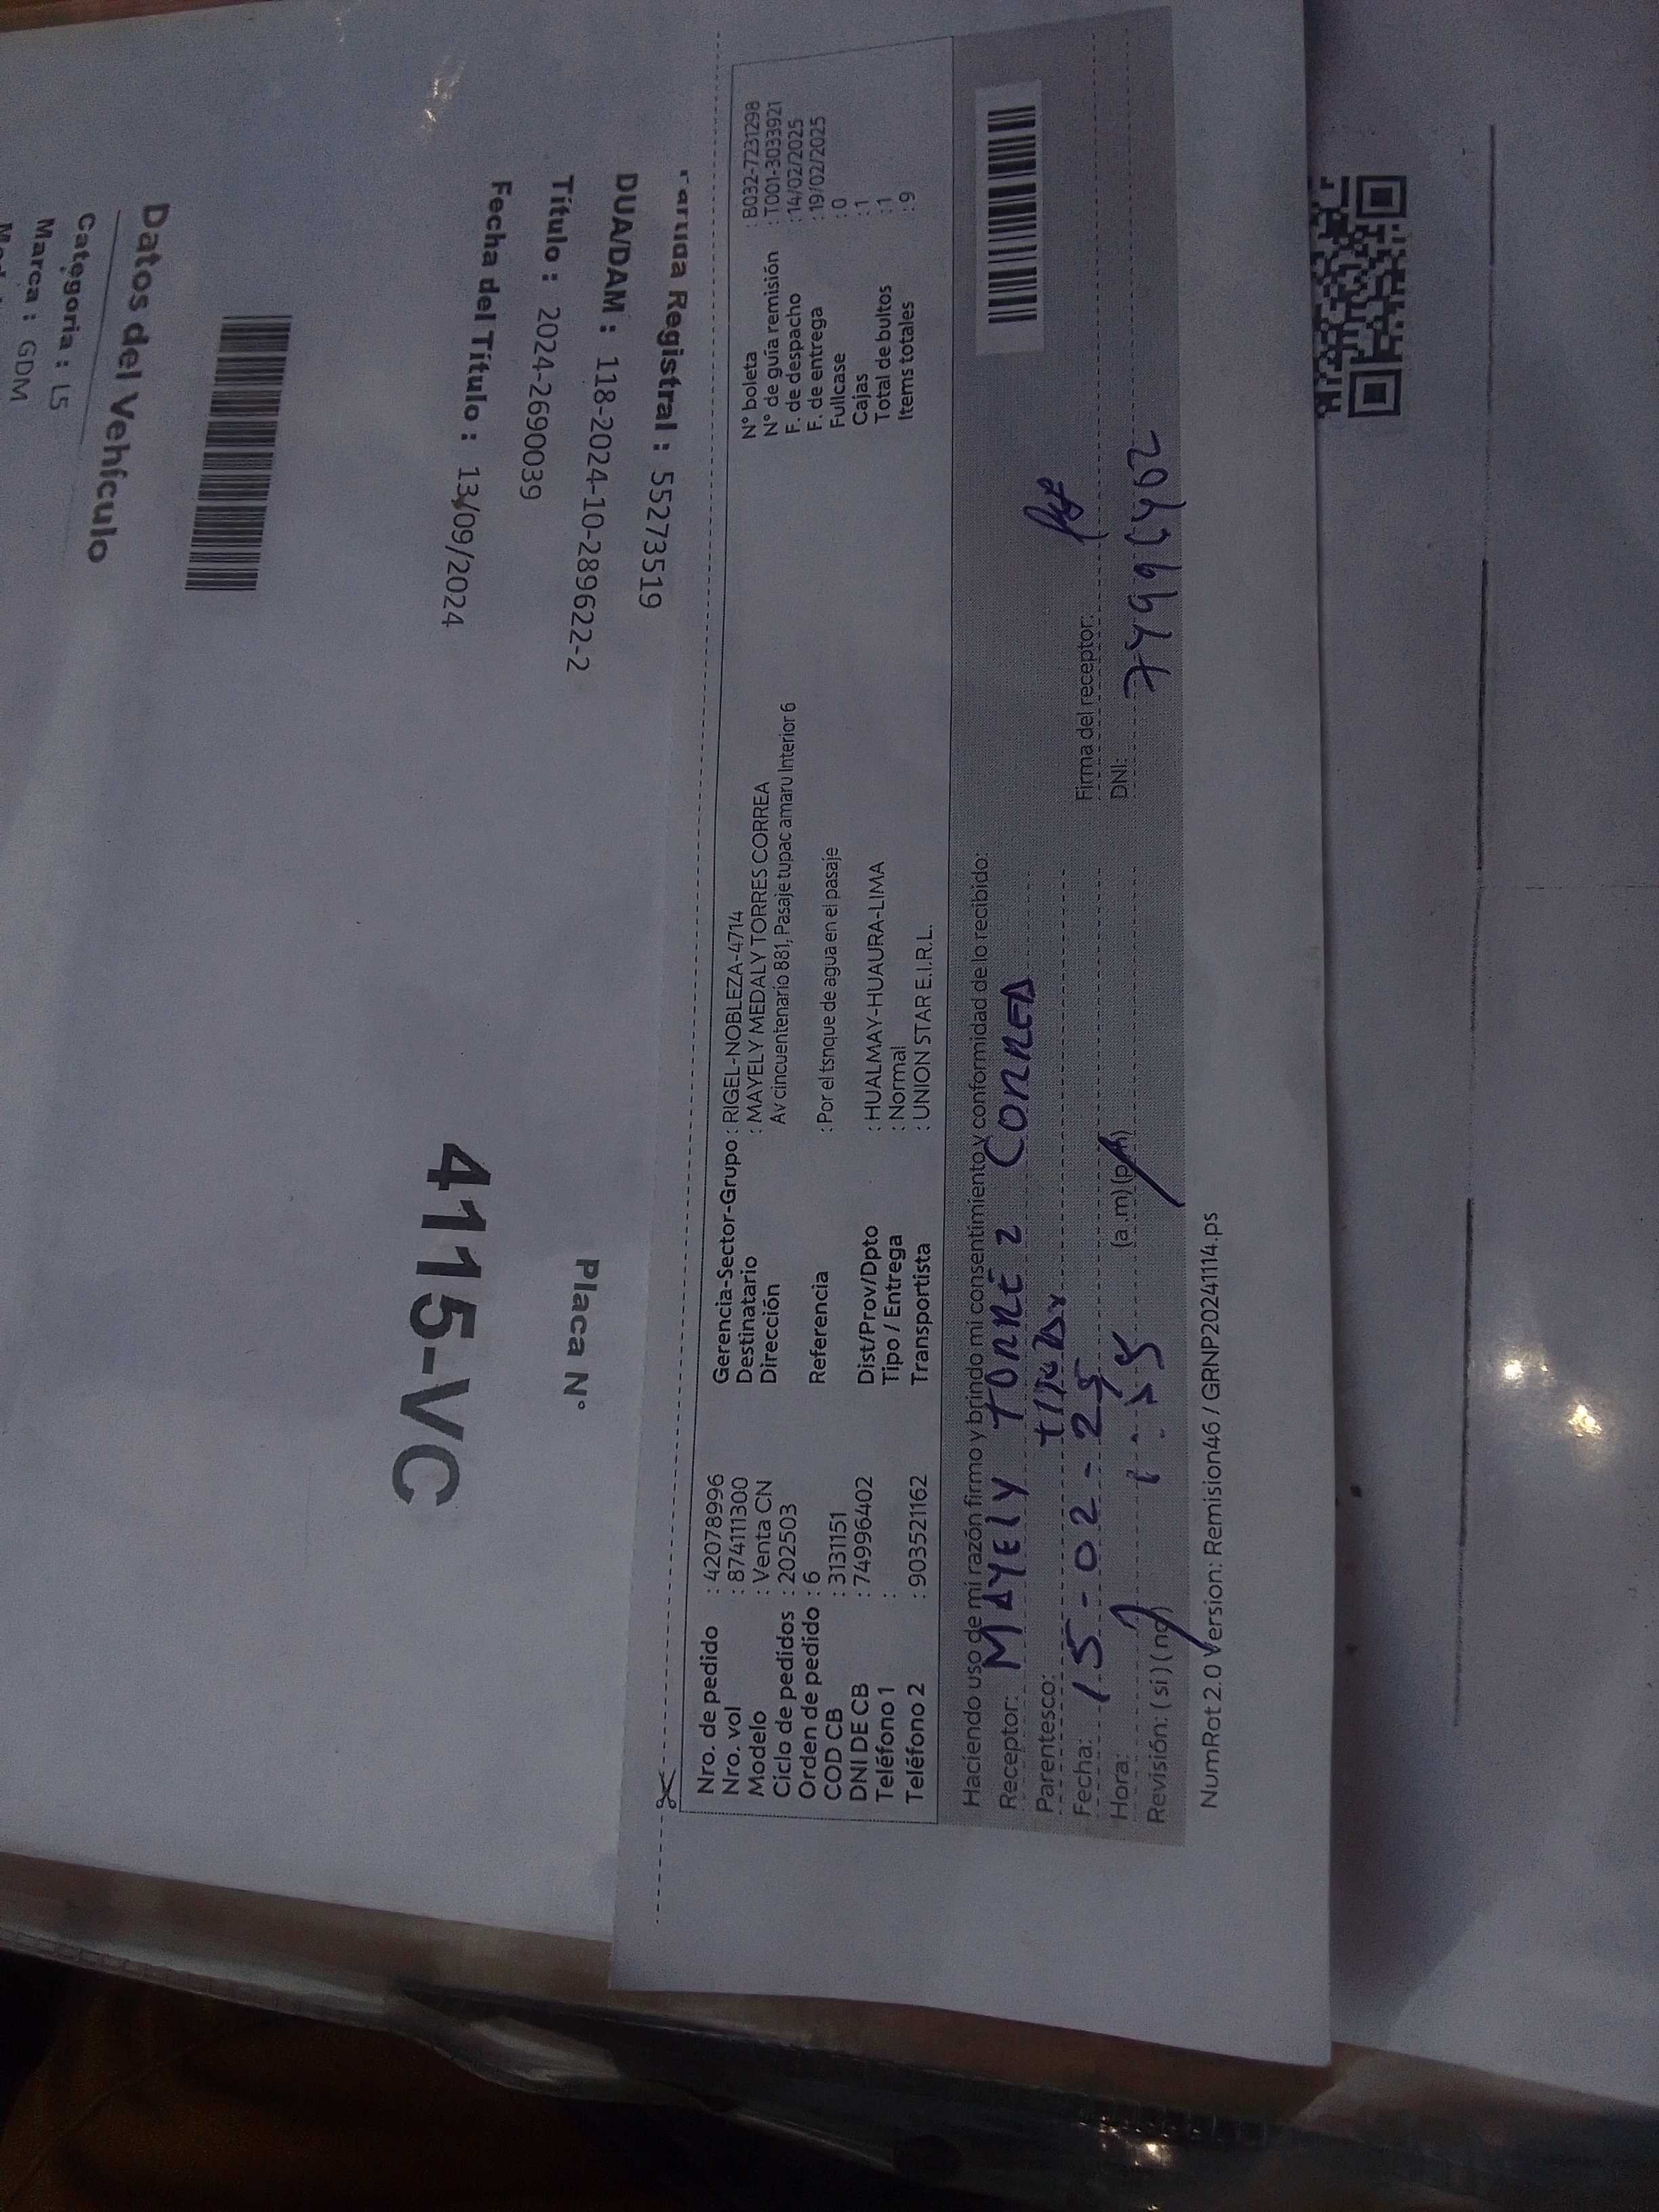 Partida Registral : 55273519
DUA/DAM : 118-2024-10-289622-2
Título : 2024-2690039
Fecha del Título : 13/09/2024
Placa N°
4115-VC
Datos del Vehículo
Categoria : L5
Marca : GDM
Nro. de pedido : 42078996
Nro. vol : 874111300
Modelo : Venta CN
Ciclo de pedidos : 202503
Orden de pedido : 6
COD CB : 3131151
DNI DE CB : 74996402
Teléfono 1 :
Teléfono 2 : 903521162
Gerencia-Sector-Grupo : RIGEL-NOBLEZA-4714
Destinatario : MAYELY MEDALY TORRES CORREA
Dirección Av cincuentenario 881, Pasaje tupac amaru Interior 6
Referencia : Por el tsnque de agua en el pasaje
Dist/Prov/Dpto : HUALMAY-HUAURA-LIMA
Tipo / Entrega : Normal
Transportista : UNION STAR E.I.R.L.
N° boleta : B032-7231298
N° de guía remisión : T001-3033921
F. de despacho : 14/02/2025
F. de entrega : 19/02/2025
Fullcase : 0
Cajas : 1
Total de bultos : 1
Items totales : 9
Haciendo uso de mi razón firmo y brindo mi consentimiento y conformidad de lo recibido:
Receptor: MAYELY TORREZ CORREA
Parentesco:
Fecha: 15-02-25
Hora: (a.m) (p.m)
Revisión: (si) (no)
Firma del receptor:
DNI: 74996402
NumRot 2.0 Version: Remision46 / GRNP20241114.ps